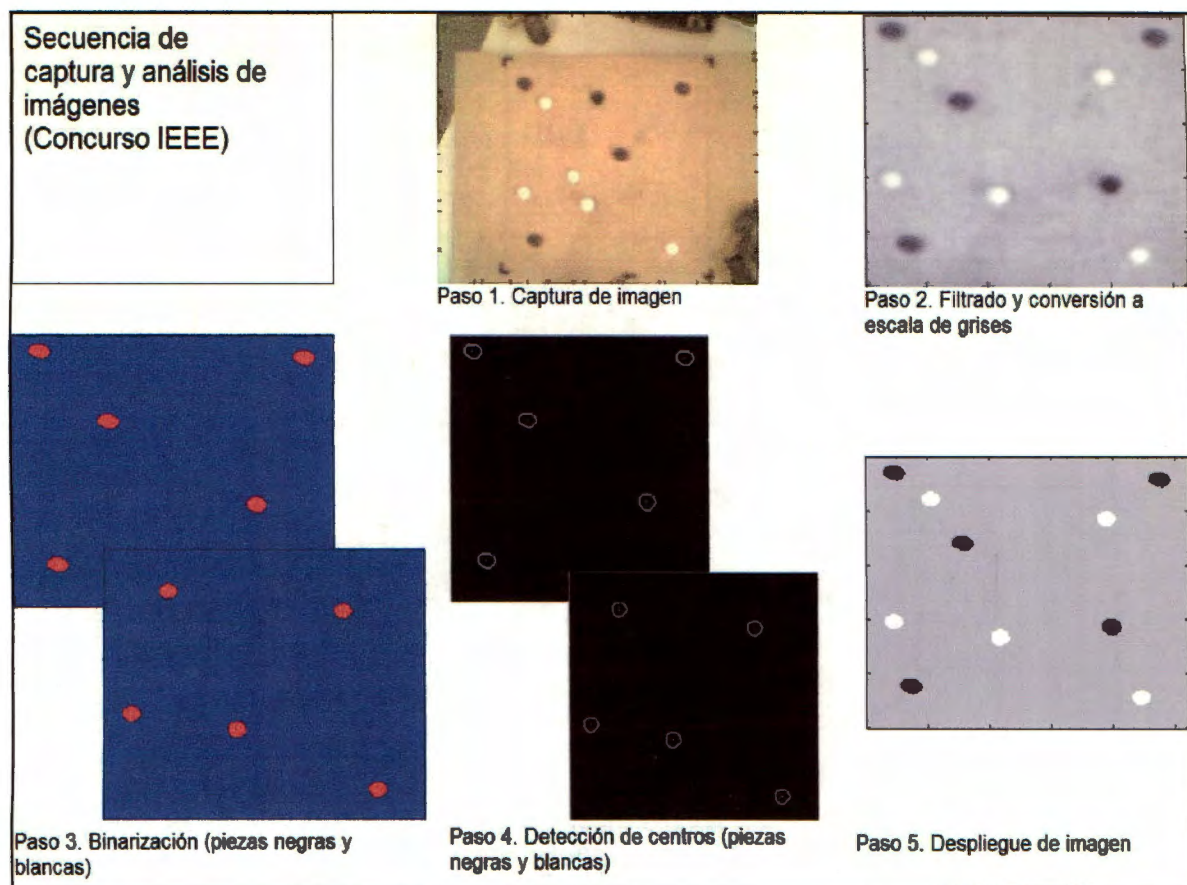 Secuencia de
captura y análisis de
imágenes
(Concurso IEEE)
Paso 1. Captura de imagen
Paso 2. Filtrado y conversión a
escala de grises
Paso 3. Binarización (piezas negras y
blancas)
Paso 4. Detección de centros (piezas
negras y blancas)
Paso 5. Despliegue de imagen